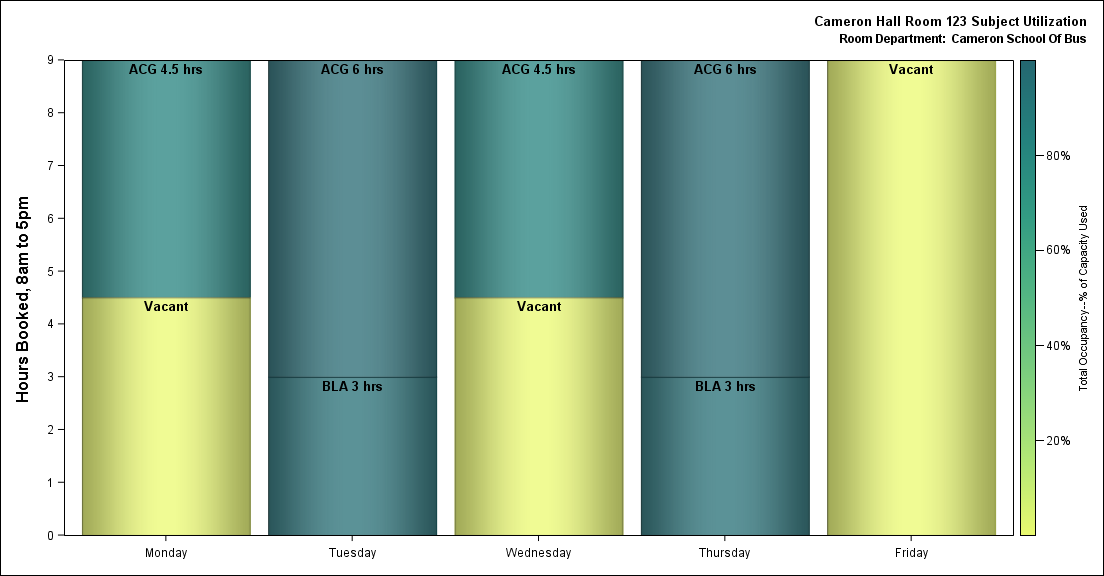 Cameron Hall Room 123 Subject Utilization
Room Department: Cameron School Of Bus
Hours Booked, 8am to 5pm
9
8
7
6
5
4
3
2
1
0
ACG 4.5 hrs
Vacant
ACG 6 hrs
BLA 3 hrs
ACG 4.5 hrs
Vacant
ACG 6 hrs
BLA 3 hrs
Vacant
Monday
Tuesday
Wednesday
Thursday
Friday
80%
60%
40%
20%
Total Occupancy--% of Capacity Used